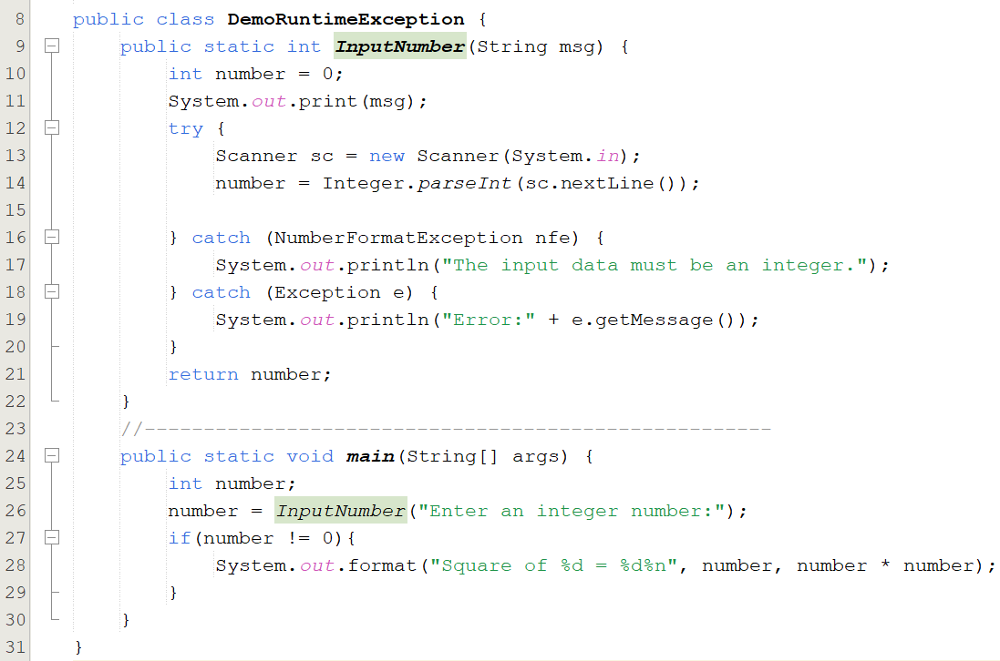 8 public class DemoRuntimeException {
9 public static int InputNumber(String msg) {
10 int number = 0;
11 System.out.print(msg);
12 try {
13 Scanner sc = new Scanner(System.in);
14 number = Integer.parseInt(sc.nextLine());
15
16 } catch (NumberFormatException nfe) {
17 System.out.println("The input data must be an integer.");
18 } catch (Exception e) {
19 System.out.println("Error:" + e.getMessage());
20 }
21 return number;
22 }
23 //-----------------------------------------------------
24 public static void main(String[] args) {
25 int number;
26 number = InputNumber("Enter an integer number:");
27 if(number != 0){
28 System.out.format("Square of %d = %d%n", number, number * number);
29 }
30 }
31 }